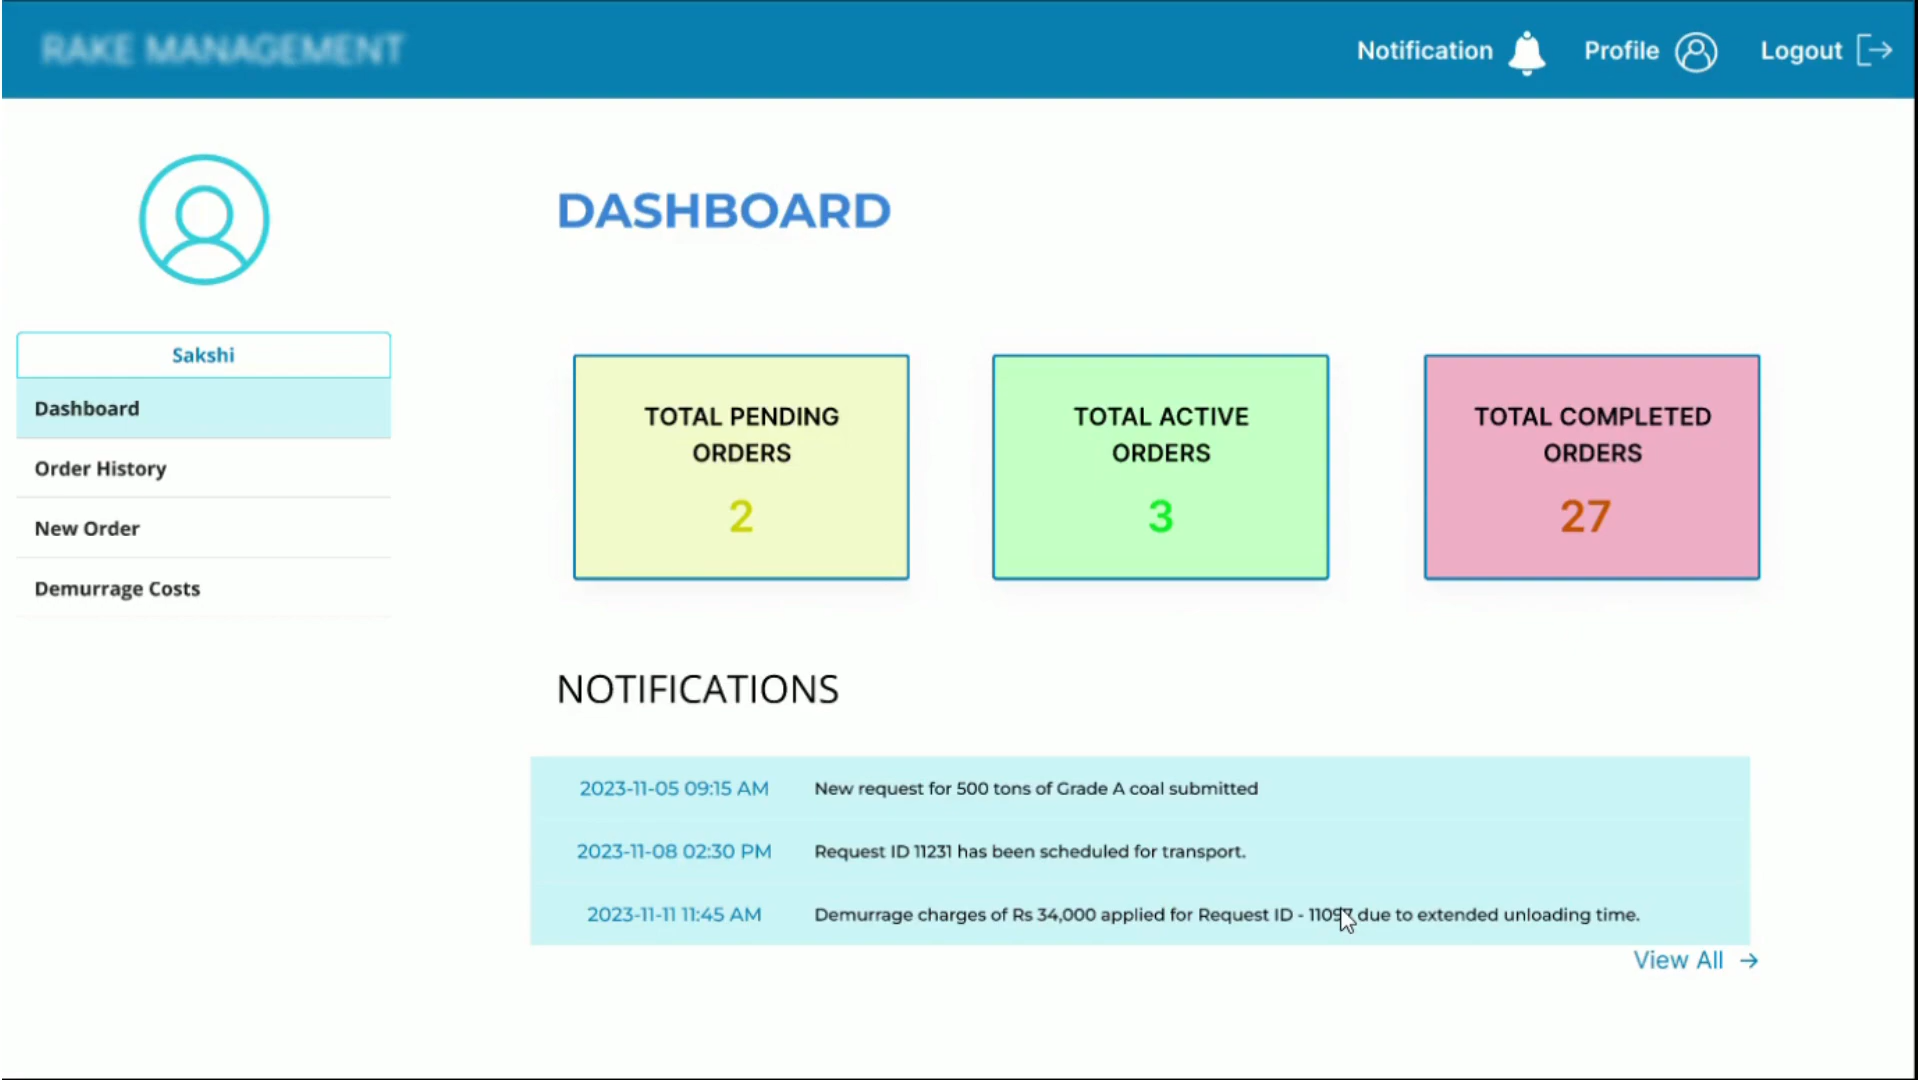 RAKE MANAGEMENT
Notification
Profile
Logout
DASHBOARD
Sakshi
Dashboard
Order History
New Order
Demurrage Costs
TOTAL PENDING
ORDERS
2
TOTAL ACTIVE
ORDERS
3
TOTAL COMPLETED
ORDERS
27
NOTIFICATIONS
2023-11-05 09:15 AM New request for 500 tons of Grade A coal submitted
2023-11-08 02:30 PM Request ID 11231 has been scheduled for transport.
2023-11-11 11:45 AM Demurrage charges of Rs 34,000 applied for Request ID - due to extended unloading time.
View All →